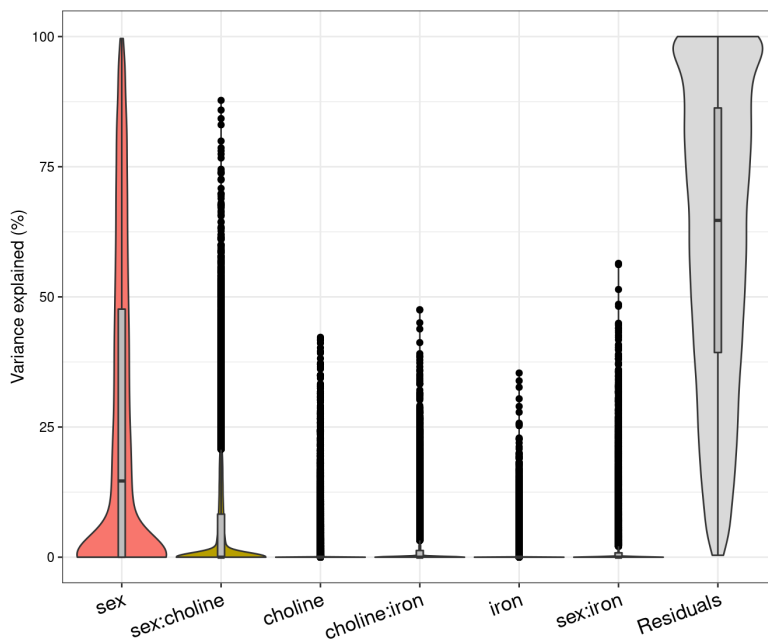 Variance explained (%)
100
75
50
25
0
sex
sex:choline
choline
choline:iron
iron
sex:iron
Residuals